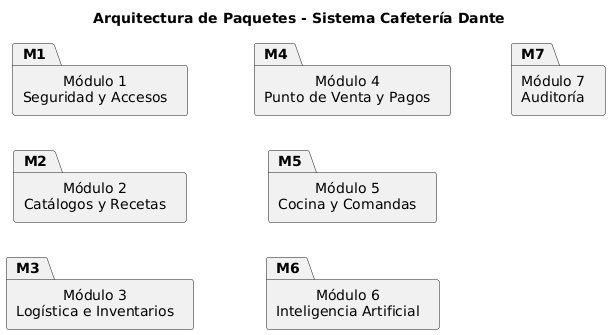 Arquitectura de Paquetes - Sistema Cafetería Dante
M1
Módulo 1
Seguridad y Accesos
M4
Módulo 4
Punto de Venta y Pagos
M7
Módulo 7
Auditoría
M2
Módulo 2
Catálogos y Recetas
M5
Módulo 5
Cocina y Comandas
M3
Módulo 3
Logística e Inventarios
M6
Módulo 6
Inteligencia Artificial